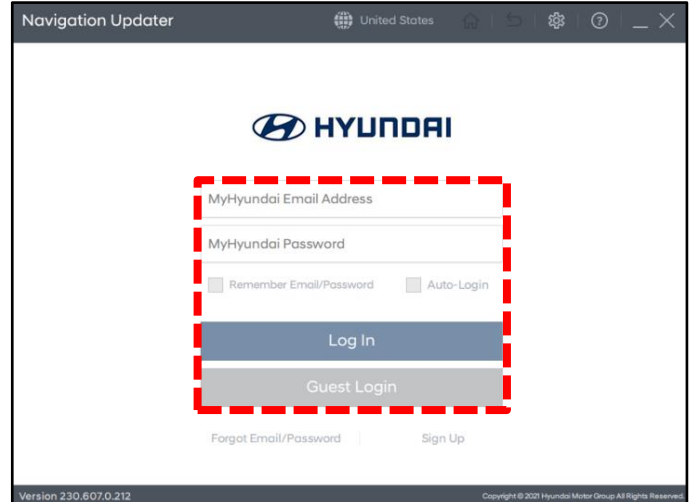 Navigation Updater United States
HYUNDAI
MyHyundai Email Address
MyHyundai Password
Remember Email/Password Auto-Login
Log In
Guest Login
Forgot Email/Password Sign Up
Version 230.607.0.212 Copyright © 2021 Hyundai Motor Group All Rights Reserved.